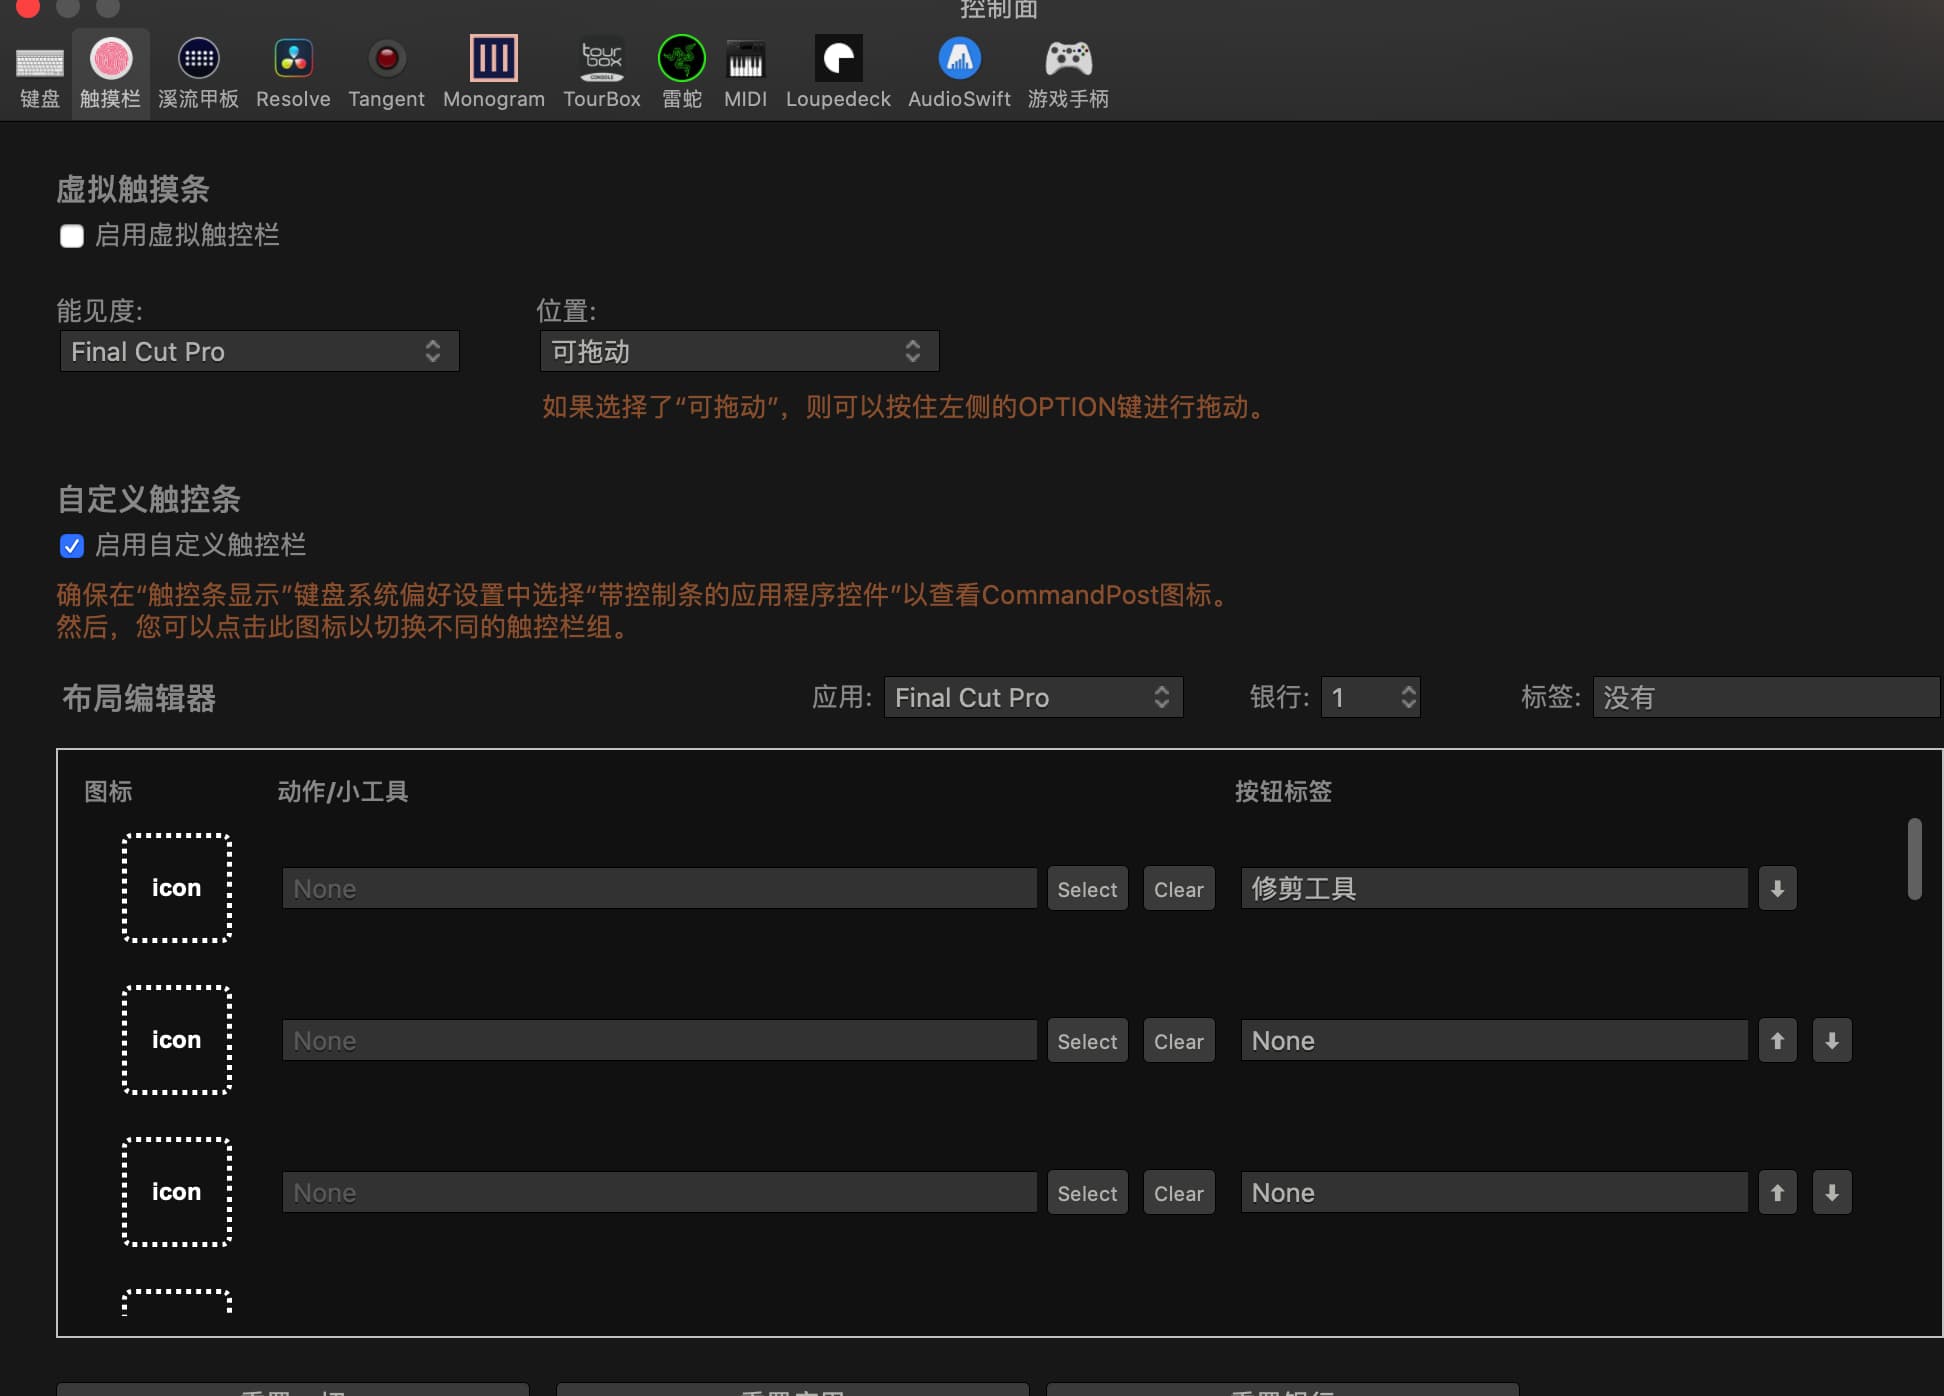 控制面
键盘 触摸栏 溪流甲板 Resolve Tangent Monogram TourBox 雷蛇 MIDI Loupedeck AudioSwift 游戏手柄
虚拟触摸条
启用虚拟触控栏
能见度: 位置:
Final Cut Pro 可拖动
如果选择了“可拖动”，则可以按住左侧的OPTION键进行拖动。
自定义触控条
启用自定义触控栏
确保在“触控条显示”键盘系统偏好设置中选择“带控制条的应用程序控件”以查看CommandPost图标。
然后，您可以点击此图标以切换不同的触控栏组。
布局编辑器 应用: Final Cut Pro 银行: 1 标签: 没有
图标 动作/小工具 按钮标签
icon None Select Clear 修剪工具
icon None Select Clear None
icon None Select Clear None